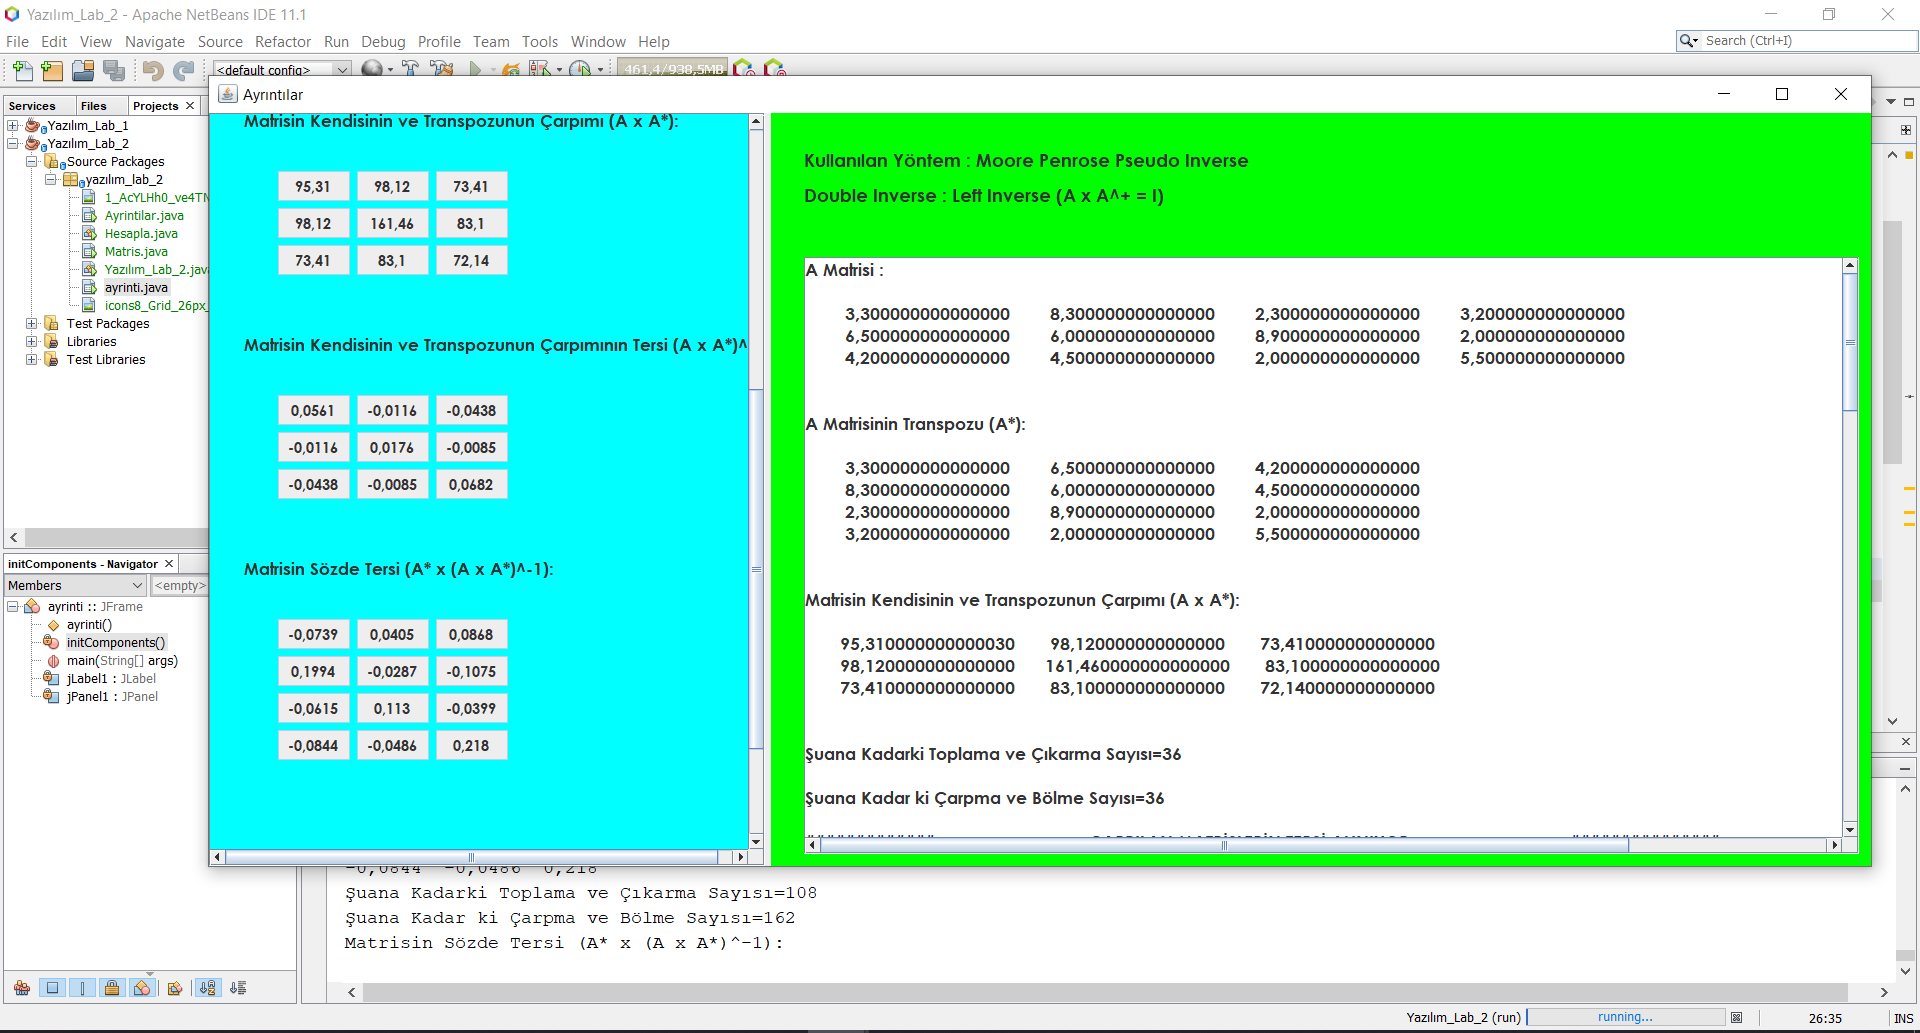 Yazılım_Lab_2 - Apache NetBeans IDE 11.1
File Edit View Navigate Source Refactor Run Debug Profile Team Tools Window Help
Search (Ctrl+I)
<default config>
461,4/938,5MB
Services Files Projects
Yazılım_Lab_1
Yazılım_Lab_2
Source Packages
yazılım_lab_2
1_AcYLHh0_ve4TN
Ayrintilar.java
Hesapla.java
Matris.java
Yazılım_Lab_2.java
ayrinti.java
icons8_Grid_26px_
Test Packages
Libraries
Test Libraries
initComponents - Navigator
Members
<empty>
ayrinti :: JFrame
ayrinti()
initComponents()
main(String[] args)
jLabel1 : JLabel
jPanel1 : JPanel
Ayrıntılar
Matrisin Kendisinin ve Transpozunun Çarpımı (A x A*):
95,31 98,12 73,41
98,12 161,46 83,1
73,41 83,1 72,14
Matrisin Kendisinin ve Transpozunun Çarpımının Tersi (A x A*)^
0,0561 -0,0116 -0,0438
-0,0116 0,0176 -0,0085
-0,0438 -0,0085 0,0682
Matrisin Sözde Tersi (A* x (A x A*)^-1):
-0,0739 0,0405 0,0868
0,1994 -0,0287 -0,1075
-0,0615 0,113 -0,0399
-0,0844 -0,0486 0,218
Kullanılan Yöntem : Moore Penrose Pseudo Inverse
Double Inverse : Left Inverse (A x A^+ = I)
A Matrisi :
3,300000000000000 8,300000000000000 2,300000000000000 3,200000000000000
6,500000000000000 6,000000000000000 8,900000000000000 2,000000000000000
4,200000000000000 4,500000000000000 2,000000000000000 5,500000000000000
A Matrisinin Transpozu (A*):
3,300000000000000 6,500000000000000 4,200000000000000
8,300000000000000 6,000000000000000 4,500000000000000
2,300000000000000 8,900000000000000 2,000000000000000
3,200000000000000 2,000000000000000 5,500000000000000
Matrisin Kendisinin ve Transpozunun Çarpımı (A x A*):
95,310000000000030 98,120000000000000 73,410000000000000
98,120000000000000 161,460000000000000 83,100000000000000
73,410000000000000 83,100000000000000 72,140000000000000
Şuana Kadarki Toplama ve Çıkarma Sayısı=36
Şuana Kadar ki Çarpma ve Bölme Sayısı=36
-0,0844 -0,0486 0,218
Şuana Kadarki Toplama ve Çıkarma Sayısı=108
Şuana Kadar ki Çarpma ve Bölme Sayısı=162
Matrisin Sözde Tersi (A* x (A x A*)^-1):
Yazılım_Lab_2 (run) running... 26:35 INS